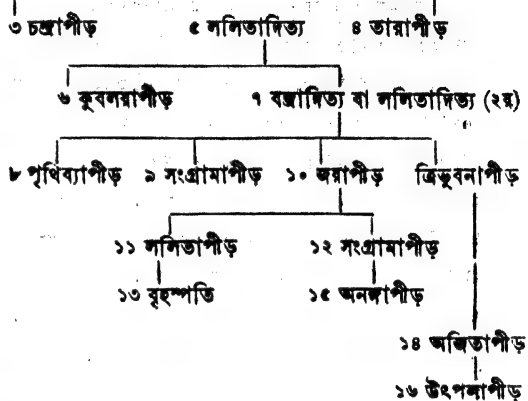 ৩ চন্দ্রাপীড় ৫ ললিতাদিত্য ৪ তারাপীড়
৬ কুবলয়াপীড় ৭ বজ্রাদিত্য বা ললিতাদিত্য (২য়)
৮ পৃথিব্যাপীড় ৯ সংগ্রামাপীড় ১০ জয়াপীড় ত্রিভুবনাপীড়
১১ ললিতাপীড় ১২ সংগ্রামাপীড়
১৩ বৃহস্পতি ১৫ অনঙ্গাপীড়
১৪ অজিতাপীড়
১৬ উৎপলাপীড়